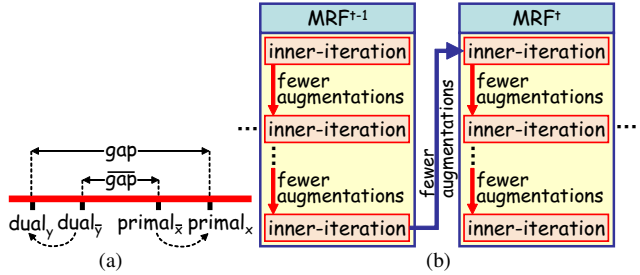 gap
gap
dual_y dual_ȳ primal_x̄ primal_x
(a)
MRF^{t-1}
inner-iteration
fewer
augmentations
inner-iteration
...
fewer
augmentations
inner-iteration
fewer
augmentations
(b)
MRF^t
inner-iteration
fewer
augmentations
inner-iteration
...
fewer
augmentations
inner-iteration